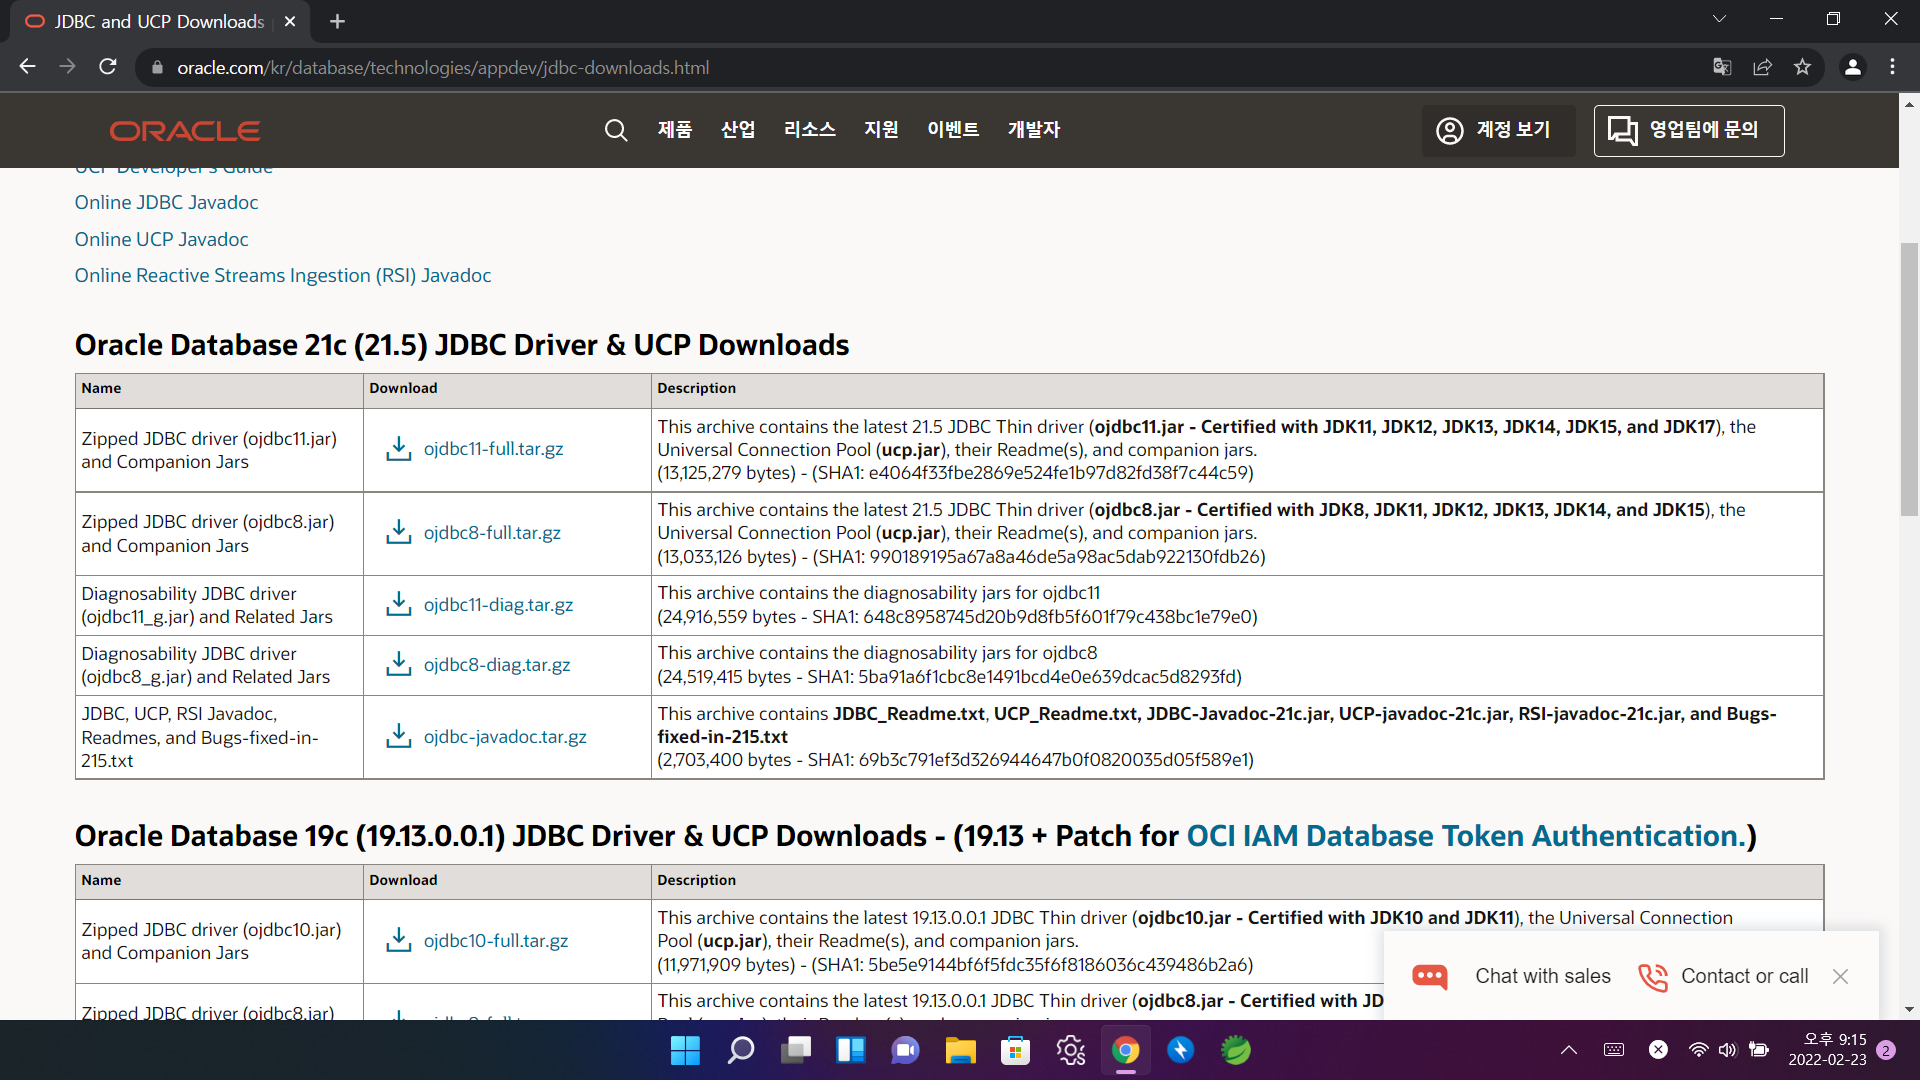 JDBC and UCP Downloads
oracle.com/kr/database/technologies/appdev/jdbc-downloads.html
ORACLE
제품 산업 리소스 지원 이벤트 개발자
계정 보기
영업팀에 문의
UCP Developer's Guide
Online JDBC Javadoc
Online UCP Javadoc
Online Reactive Streams Ingestion (RSI) Javadoc
Oracle Database 21c (21.5) JDBC Driver & UCP Downloads
Name Download Description
Zipped JDBC driver (ojdbc11.jar)
and Companion Jars
ojdbc11-full.tar.gz
This archive contains the latest 21.5 JDBC Thin driver (ojdbc11.jar - Certified with JDK11, JDK12, JDK13, JDK14, JDK15, and JDK17), the
Universal Connection Pool (ucp.jar), their Readme(s), and companion jars.
(13,125,279 bytes) - (SHA1: e4064f33fbe2869e524fe1b97d82fd38f7c44c59)
Zipped JDBC driver (ojdbc8.jar)
and Companion Jars
ojdbc8-full.tar.gz
This archive contains the latest 21.5 JDBC Thin driver (ojdbc8.jar - Certified with JDK8, JDK11, JDK12, JDK13, JDK14, and JDK15), the
Universal Connection Pool (ucp.jar), their Readme(s), and companion jars.
(13,033,126 bytes) - (SHA1: 990189195a67a8a46de5a98ac5dab922130fdb26)
Diagnosability JDBC driver
(ojdbc11_g.jar) and Related Jars
ojdbc11-diag.tar.gz
This archive contains the diagnosability jars for ojdbc11
(24,916,559 bytes - SHA1: 648c8958745d20b9d8fb5f601f79c438bc1e79e0)
Diagnosability JDBC driver
(ojdbc8_g.jar) and Related Jars
ojdbc8-diag.tar.gz
This archive contains the diagnosability jars for ojdbc8
(24,519,415 bytes - SHA1: 5ba91a6f1cbc8e1491bcd4e0e639dcac5d8293fd)
JDBC, UCP, RSI Javadoc,
Readmes, and Bugs-fixed-in-
215.txt
ojdbc-javadoc.tar.gz
This archive contains JDBC_Readme.txt, UCP_Readme.txt, JDBC-Javadoc-21c.jar, UCP-javadoc-21c.jar, RSI-javadoc-21c.jar, and Bugs-
fixed-in-215.txt
(2,703,400 bytes - SHA1: 69b3c791ef3d326944647b0f0820035d05f589e1)
Oracle Database 19c (19.13.0.0.1) JDBC Driver & UCP Downloads - (19.13 + Patch for OCI IAM Database Token Authentication.)
Name Download Description
Zipped JDBC driver (ojdbc10.jar)
and Companion Jars
ojdbc10-full.tar.gz
This archive contains the latest 19.13.0.0.1 JDBC Thin driver (ojdbc10.jar - Certified with JDK10 and JDK11), the Universal Connection
Pool (ucp.jar), their Readme(s), and companion jars.
(11,971,909 bytes) - (SHA1: 5be5e9144bf6f5fdc35f6f8186036c439486b2a6)
Zipped JDBC driver (ojdbc8.jar)
This archive contains the latest 19.13.0.0.1 JDBC Thin driver (ojdbc8.jar - Certified with JD
Chat with sales
Contact or call
오후 9:15
2022-02-23
2